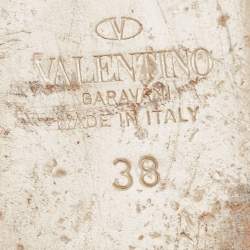 V
VALENTINO
GARAVANI
MADE IN ITALY
38